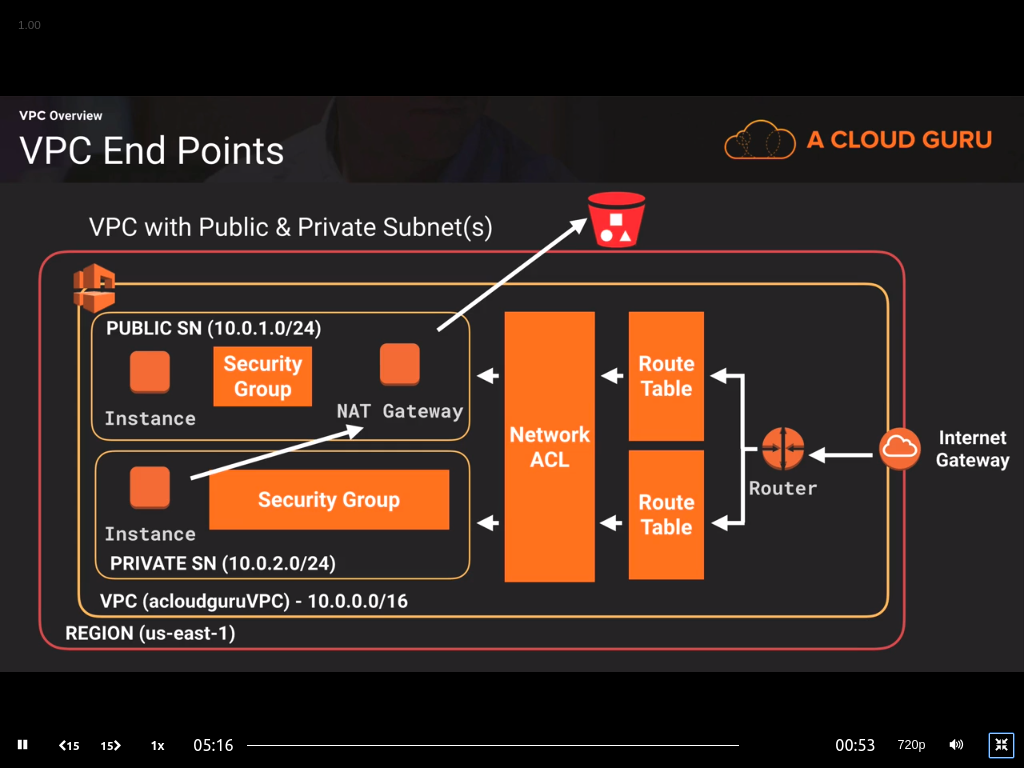 1.00
VPC Overview
VPC End Points
A CLOUD GURU
VPC with Public & Private Subnet(s)
PUBLIC SN (10.0.1.0/24)
Security
Group
Instance
NAT Gateway
Security Group
Instance
PRIVATE SN (10.0.2.0/24)
VPC (acloudguruVPC) - 10.0.0.0/16
REGION (us-east-1)
Network
ACL
Route
Table
Route
Table
Router
Internet
Gateway
15
15
1x
05:16
00:53
720p